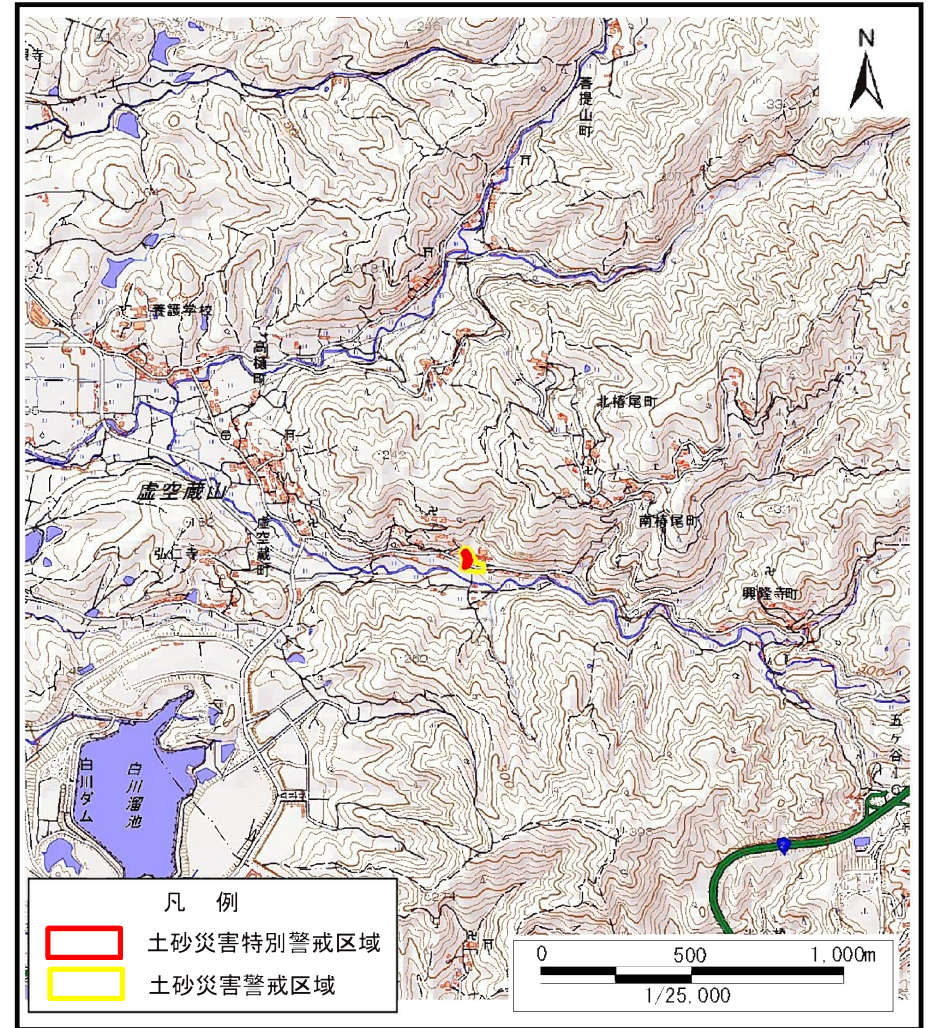 N
菩提山町
養護学校
高樋町
北椿尾町
虚空蔵山
南椿尾町
虚空蔵町
弘仁寺
興隆寺町
五ヶ谷IC
白川ダム
白川溜池
凡 例
土砂災害特別警戒区域
土砂災害警戒区域
0 500 1,000m
1/25,000